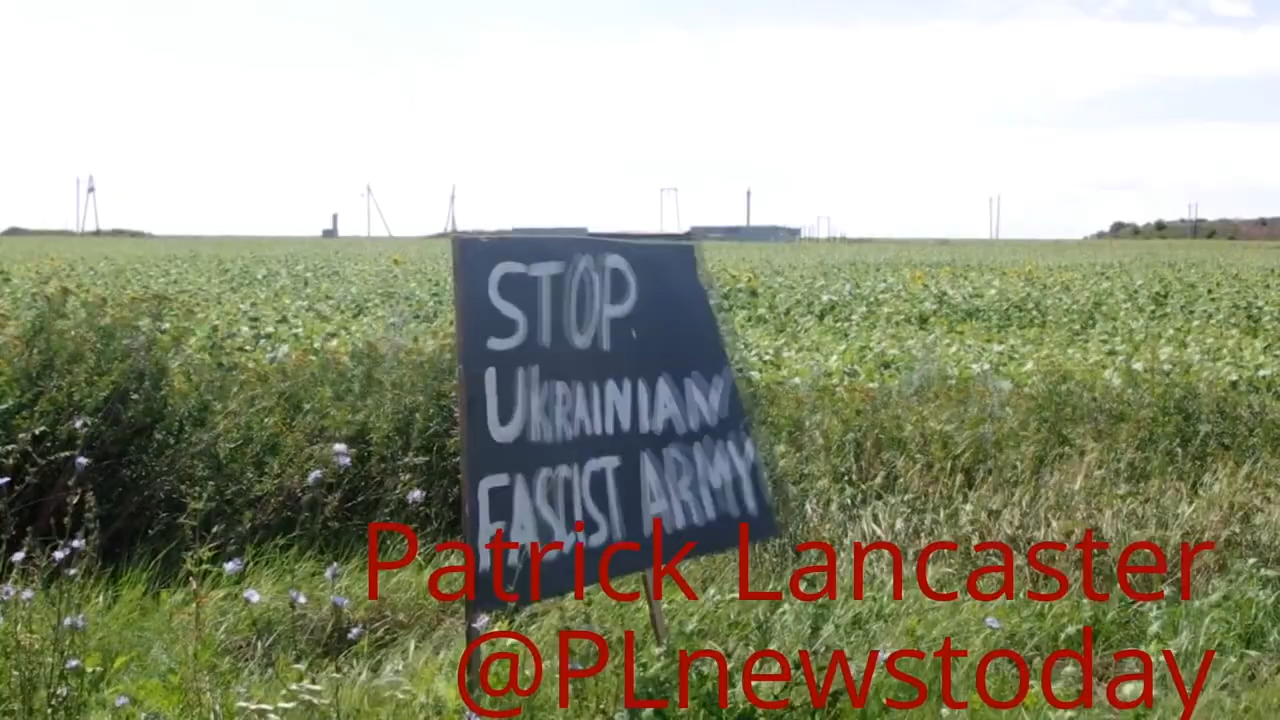 STOP
UKRAINIAN
FASCIST ARMY
Patrick Lancaster
@PLnewstoday